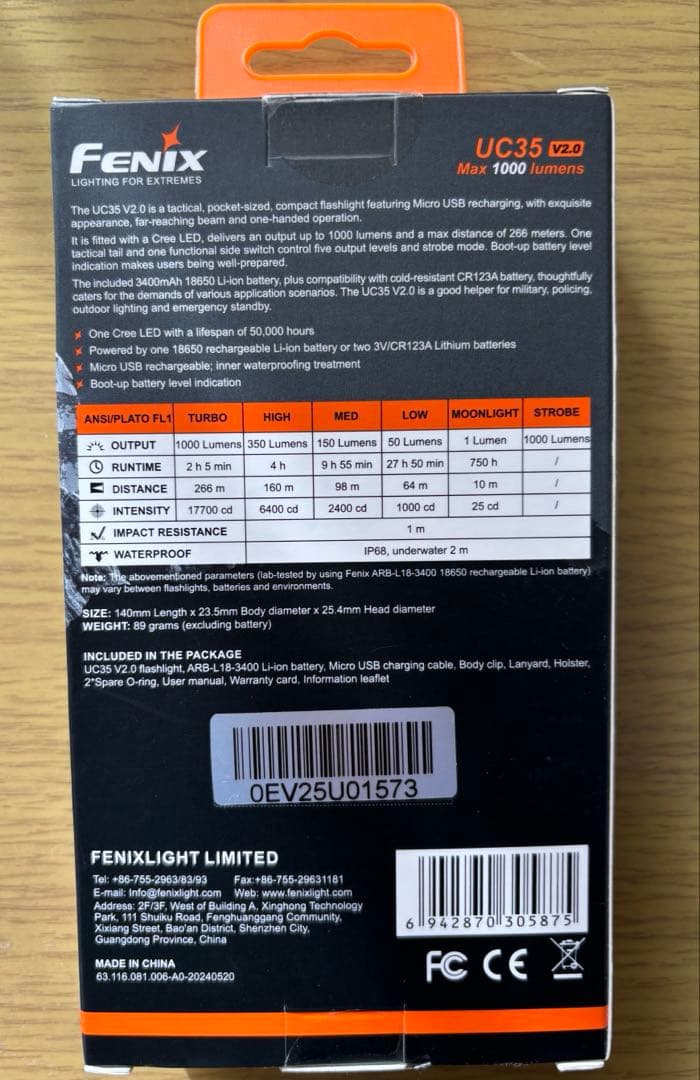 FENIX
LIGHTING FOR EXTREMES
UC35 V2.0
Max 1000 lumens
The UC35 V2.0 is a tactical, pocket-sized, compact flashlight featuring Micro USB recharging, with exquisite
appearance, far-reaching beam and one-handed operation.
It is fitted with a Cree LED, delivers an output up to 1000 lumens and a max distance of 266 meters. One
tactical tail and one functional side switch control five output levels and strobe mode. Boot-up battery level
indication makes users being well-prepared.
The included 3400mAh 18650 Li-ion battery, plus compatibility with cold-resistant CR123A battery, thoughtfully
caters for the demands of various application scenarios. The UC35 V2.0 is a good helper for military, policing,
outdoor lighting and emergency standby.
One Cree LED with a lifespan of 50,000 hours
Powered by one 18650 rechargeable Li-ion battery or two 3V/CR123A Lithium batteries
Micro USB rechargeable; inner waterproofing treatment
Boot-up battery level indication
ANSI/PLATO FL1 TURBO HIGH MED LOW MOONLIGHT STROBE
OUTPUT 1000 Lumens 350 Lumens 150 Lumens 50 Lumens 1 Lumen 1000 Lumens
RUNTIME 2 h 5 min 4 h 9 h 55 min 27 h 50 min 750 h /
DISTANCE 266 m 160 m 98 m 64 m 10 m /
INTENSITY 17700 cd 6400 cd 2400 cd 1000 cd 25 cd /
IMPACT RESISTANCE 1 m
WATERPROOF IP68, underwater 2 m
Note: The abovementioned parameters (lab-tested by using Fenix ARB-L18-3400 18650 rechargeable Li-ion battery)
may vary between flashlights, batteries and environments.
SIZE: 140mm Length x 23.5mm Body diameter x 25.4mm Head diameter
WEIGHT: 89 grams (excluding battery)
INCLUDED IN THE PACKAGE
UC35 V2.0 flashlight, ARB-L18-3400 Li-ion battery, Micro USB charging cable, Body clip, Lanyard, Holster,
2*Spare O-ring, User manual, Warranty card, Information leaflet
0EV25U01573
FENIXLIGHT LIMITED
Tel: +86-755-2963/83/93 Fax:+86-755-29631181
E-mail: Info@fenixlight.com Web: www.fenixlight.com
Address: 2F/3F, West of Building A, Xinghong Technology
Park, 111 Shuiku Road, Fenghuanggang Community,
Xixiang Street, Bao'an District, Shenzhen City,
Guangdong Province, China
MADE IN CHINA
63.116.081.006-A0-20240520
6 942870 305875
FC CE